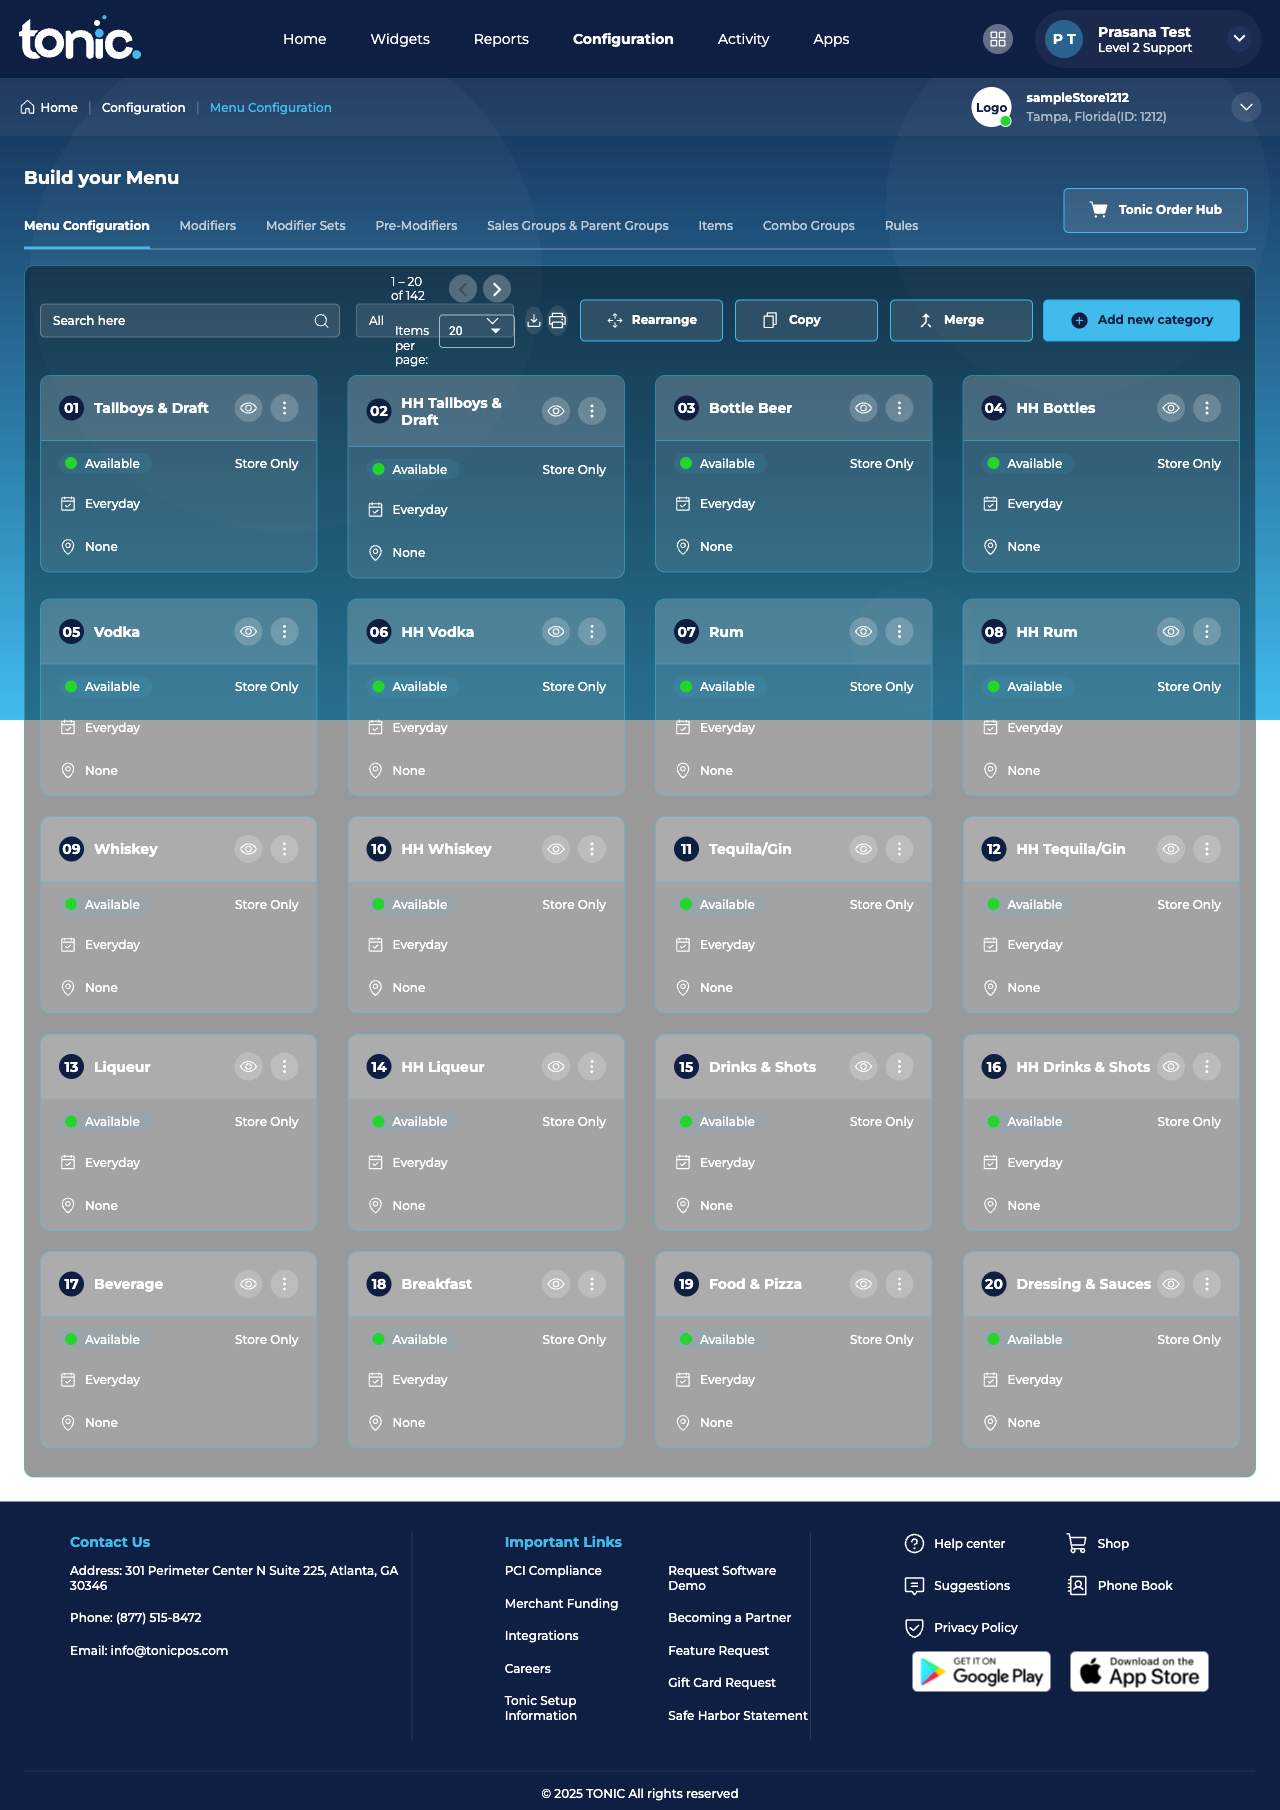 tonic.
Home Widgets Reports Configuration Activity Apps
P T
Prasana Test
Level 2 Support
Home | Configuration | Menu Configuration
Logo
sampleStore1212
Tampa, Florida(ID: 1212)
Build your Menu
Tonic Order Hub
Menu Configuration Modifiers Modifier Sets Pre-Modifiers Sales Groups & Parent Groups Items Combo Groups Rules
Search here
All
1 – 20
of 142
Items
per
page:
20
Rearrange
Copy
Merge
Add new category
01 Tallboys & Draft
Available Store Only
Everyday
None
02 HH Tallboys &
Draft
Available Store Only
Everyday
None
03 Bottle Beer
Available Store Only
Everyday
None
04 HH Bottles
Available Store Only
Everyday
None
05 Vodka
Available Store Only
Everyday
None
06 HH Vodka
Available Store Only
Everyday
None
07 Rum
Available Store Only
Everyday
None
08 HH Rum
Available Store Only
Everyday
None
09 Whiskey
Available Store Only
Everyday
None
10 HH Whiskey
Available Store Only
Everyday
None
11 Tequila/Gin
Available Store Only
Everyday
None
12 HH Tequila/Gin
Available Store Only
Everyday
None
13 Liqueur
Available Store Only
Everyday
None
14 HH Liqueur
Available Store Only
Everyday
None
15 Drinks & Shots
Available Store Only
Everyday
None
16 HH Drinks & Shots
Available Store Only
Everyday
None
17 Beverage
Available Store Only
Everyday
None
18 Breakfast
Available Store Only
Everyday
None
19 Food & Pizza
Available Store Only
Everyday
None
20 Dressing & Sauces
Available Store Only
Everyday
None
Contact Us
Address: 301 Perimeter Center N Suite 225, Atlanta, GA
30346
Phone: (877) 515-8472
Email: info@tonicpos.com
Important Links
PCI Compliance
Merchant Funding
Integrations
Careers
Tonic Setup
Information
Request Software
Demo
Becoming a Partner
Feature Request
Gift Card Request
Safe Harbor Statement
Help center
Shop
Suggestions
Phone Book
Privacy Policy
GET IT ON
Google Play
Download on the
App Store
© 2025 TONIC All rights reserved